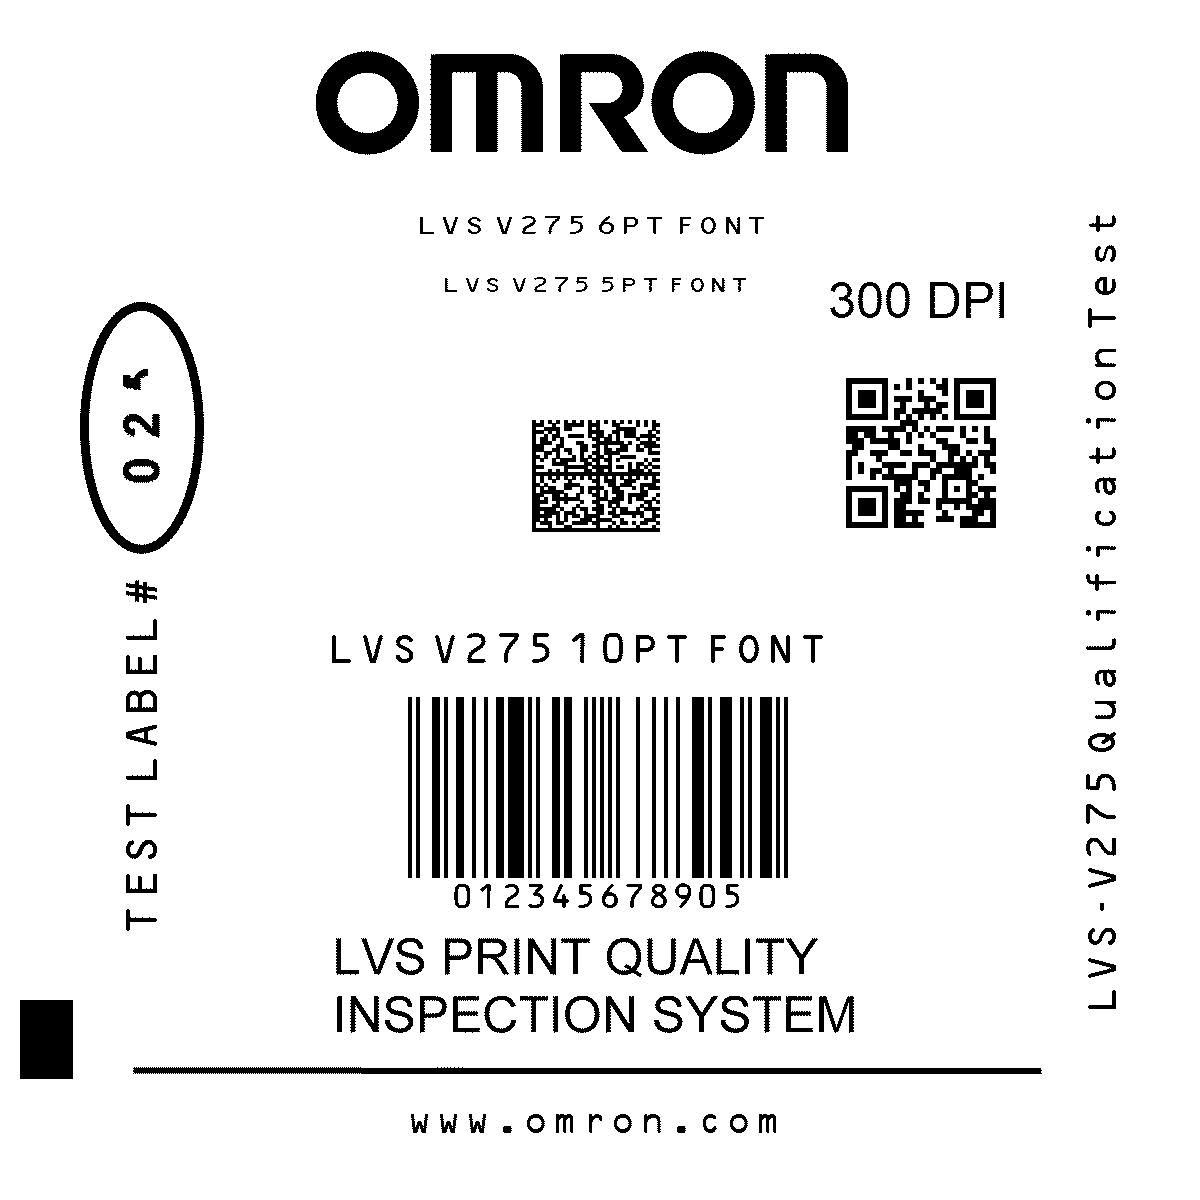 OMRON
LVS V275 6PT FONT
LVS V275 5PT FONT
300 DPI
TEST LABEL #
LVS V275 10PT FONT
012345678905
LVS PRINT QUALITY
INSPECTION SYSTEM
www.omron.com
LVS-V275 Qualification Test